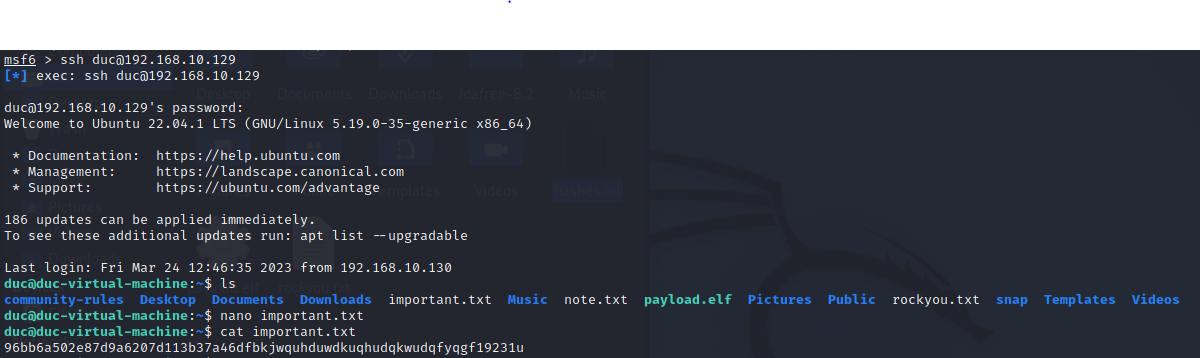 msf6 > ssh duc@192.168.10.129
[*] exec: ssh duc@192.168.10.129
duc@192.168.10.129's password:
Welcome to Ubuntu 22.04.1 LTS (GNU/Linux 5.19.0-35-generic x86_64)
* Documentation:  https://help.ubuntu.com
* Management:     https://landscape.canonical.com
* Support:        https://ubuntu.com/advantage
186 updates can be applied immediately.
To see these additional updates run: apt list --upgradable
Last login: Fri Mar 24 12:46:35 2023 from 192.168.10.130
duc@duc-virtual-machine:~$ ls
community-rules  Desktop  Documents  Downloads  important.txt  Music  note.txt  payload.elf  Pictures  Public  rockyou.txt  snap  Templates  Videos
duc@duc-virtual-machine:~$ nano important.txt
duc@duc-virtual-machine:~$ cat important.txt
96bb6a502e87d9a6207d113b37a46dfbkjwquhduwdkuqhudqkwudqfyqgf19231u